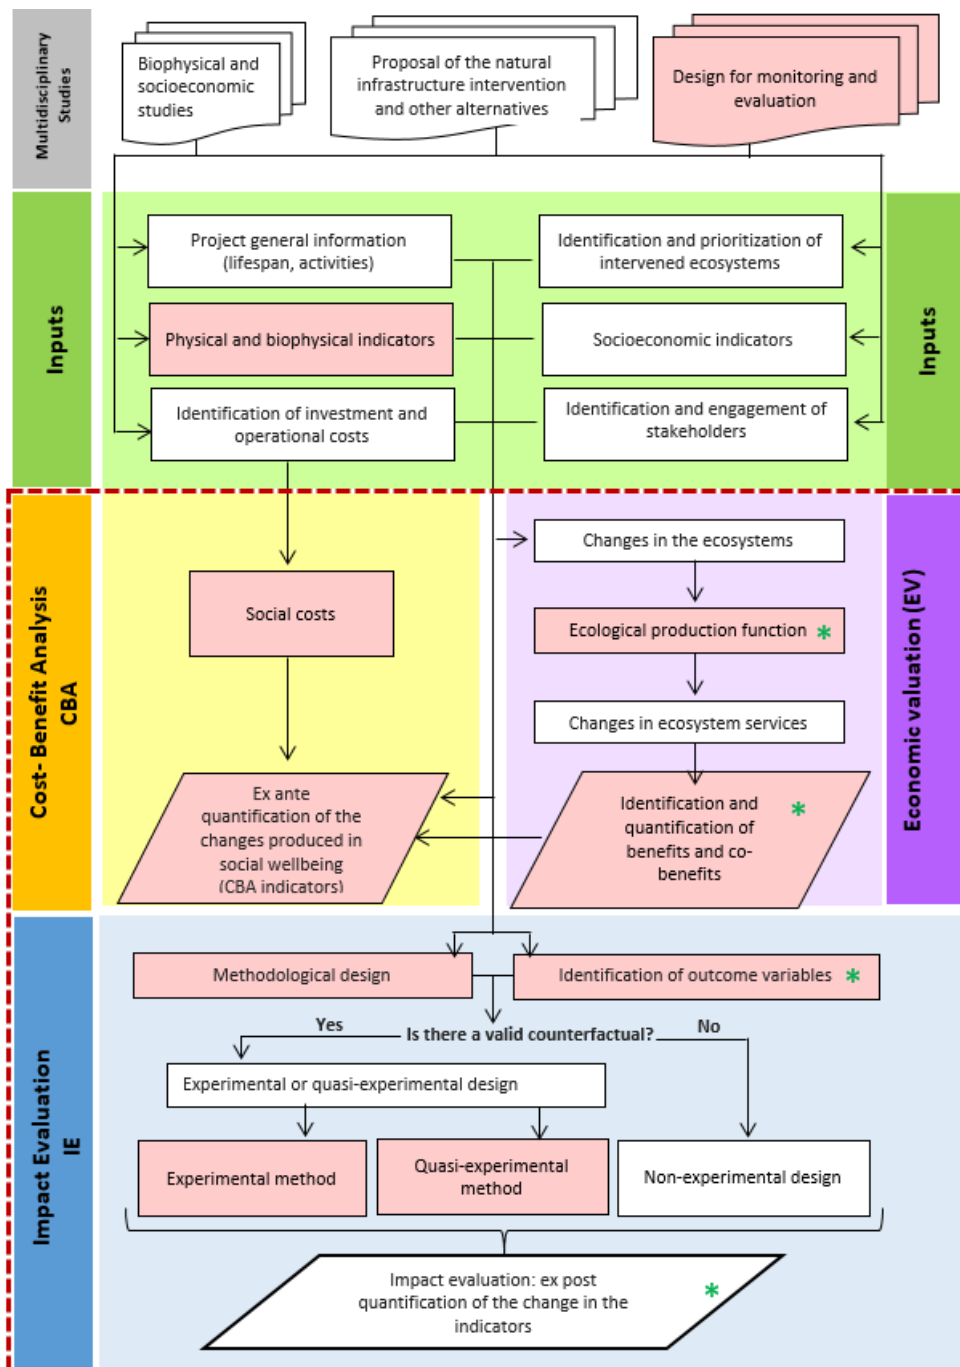 Multidisciplinary
Studies
Biophysical and
socioeconomic
studies
Proposal of the natural
infrastructure intervention
and other alternatives
Design for monitoring and
evaluation
Inputs
Project general information
(lifespan, activities)
Identification and prioritization of
intervened ecosystems
Physical and biophysical indicators
Socioeconomic indicators
Identification of investment and
operational costs
Identification and engagement of
stakeholders
Inputs
Cost- Benefit Analysis
CBA
Social costs
Ex ante
quantification of the
changes produced in
social wellbeing
(CBA indicators)
Changes in the ecosystems
Ecological production function *
Changes in ecosystem services
Identification and
quantification of
benefits and co-
benefits
*
Economic valuation (EV)
Impact Evaluation
IE
Methodological design
Identification of outcome variables *
Yes
Is there a valid counterfactual?
No
Experimental or quasi-experimental design
Experimental method
Quasi-experimental
method
Non-experimental design
Impact evaluation: ex post
quantification of the change in the
indicators
*